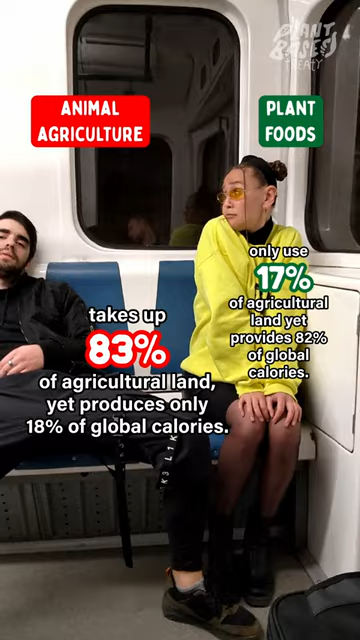 PLANT
BASED
TREATY
ANIMAL
AGRICULTURE
PLANT
FOODS
takes up
83%
of agricultural land,
yet produces only
18% of global calories.
only use
17%
of agricultural
land yet
provides 82%
of global
calories.